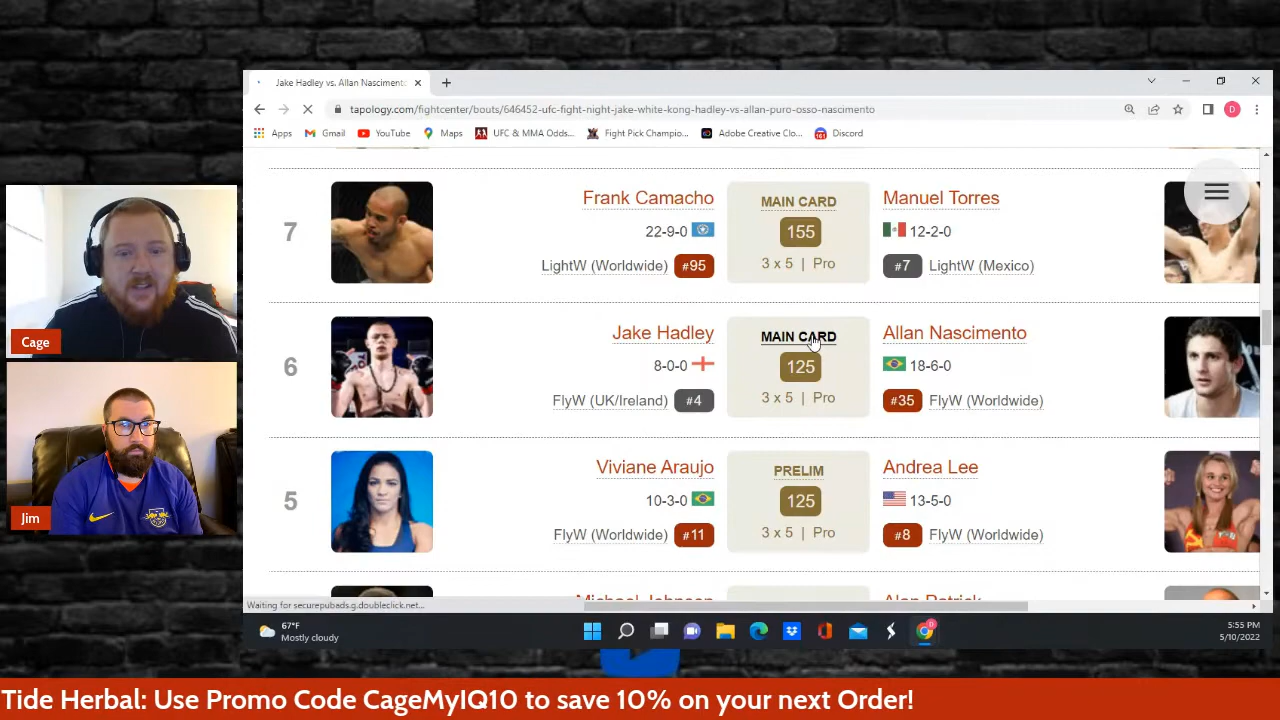 Jake Hadley vs. Allan Nascimento
tapology.com/fightcenter/bouts/646452-ufc-fight-night-jake-white-kong-hadley-vs-allan-puro-osso-nascimento
D
Apps Gmail YouTube Maps UFC & MMA Odds... Fight Pick Champio... Adobe Creative Clo... Discord
7
Frank Camacho
22-9-0
LightW (Worldwide) #95
MAIN CARD
155
3 x 5 | Pro
Manuel Torres
12-2-0
#7 LightW (Mexico)
6
Jake Hadley
8-0-0
FlyW (UK/Ireland) #4
MAIN CARD
125
3 x 5 | Pro
Allan Nascimento
18-6-0
#35 FlyW (Worldwide)
5
Viviane Araujo
10-3-0
FlyW (Worldwide) #11
PRELIM
125
3 x 5 | Pro
Andrea Lee
13-5-0
#8 FlyW (Worldwide)
Michael Johnson
Alan Patrick
Waiting for securepubads.g.doubleclick.net...
67°F
Mostly cloudy
5:55 PM
5/10/2022
Cage
Jim
Tide Herbal: Use Promo Code CageMyIQ10 to save 10% on your next Order!